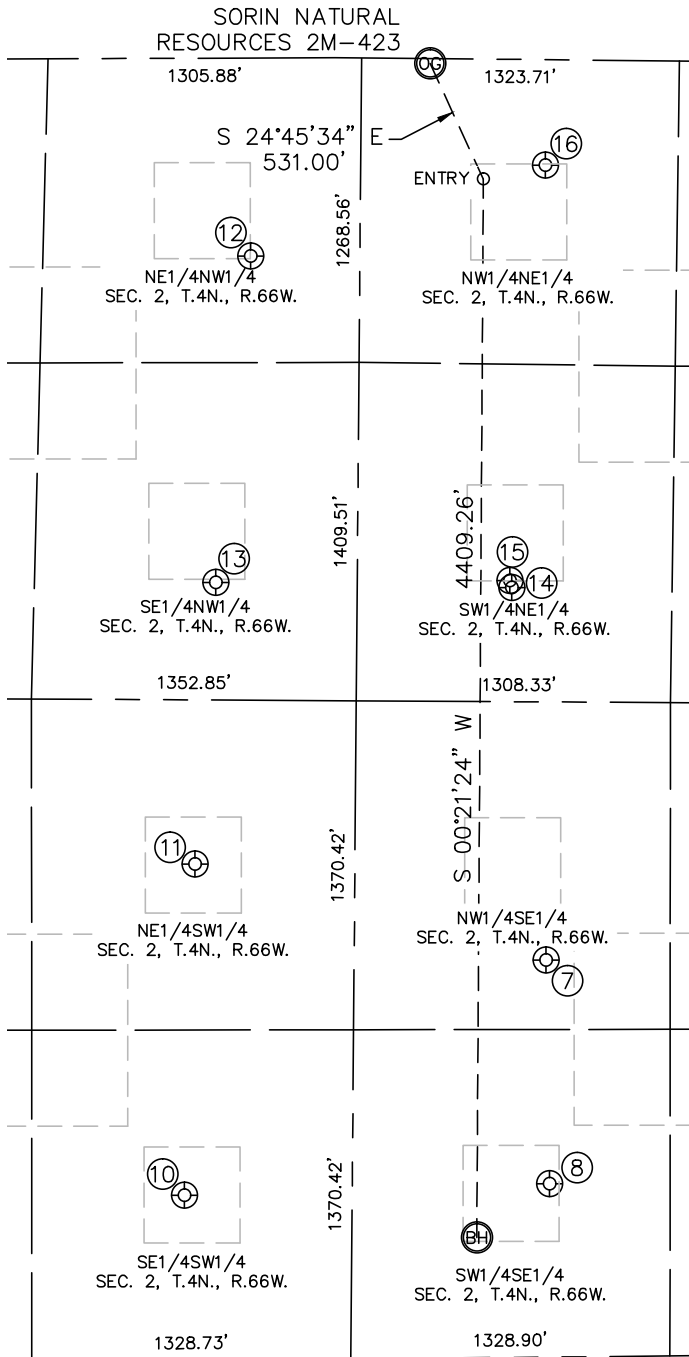 SORIN NATURAL
RESOURCES 2M-423
OG
1305.88'
1323.71'
S 24°45'34" E
531.00'
ENTRY
16
12
1268.56'
NE1/4NW1/4
SEC. 2, T.4N., R.66W.
NW1/4NE1/4
SEC. 2, T.4N., R.66W.
1409.51'
4409.26'
13
15
14
SE1/4NW1/4
SEC. 2, T.4N., R.66W.
SW1/4NE1/4
SEC. 2, T.4N., R.66W.
1352.85'
1308.33'
S 00°21'24" W
11
1370.42'
NE1/4SW1/4
SEC. 2, T.4N., R.66W.
NW1/4SE1/4
SEC. 2, T.4N., R.66W.
7
10
1370.42'
8
BH
SE1/4SW1/4
SEC. 2, T.4N., R.66W.
SW1/4SE1/4
SEC. 2, T.4N., R.66W.
1328.73'
1328.90'